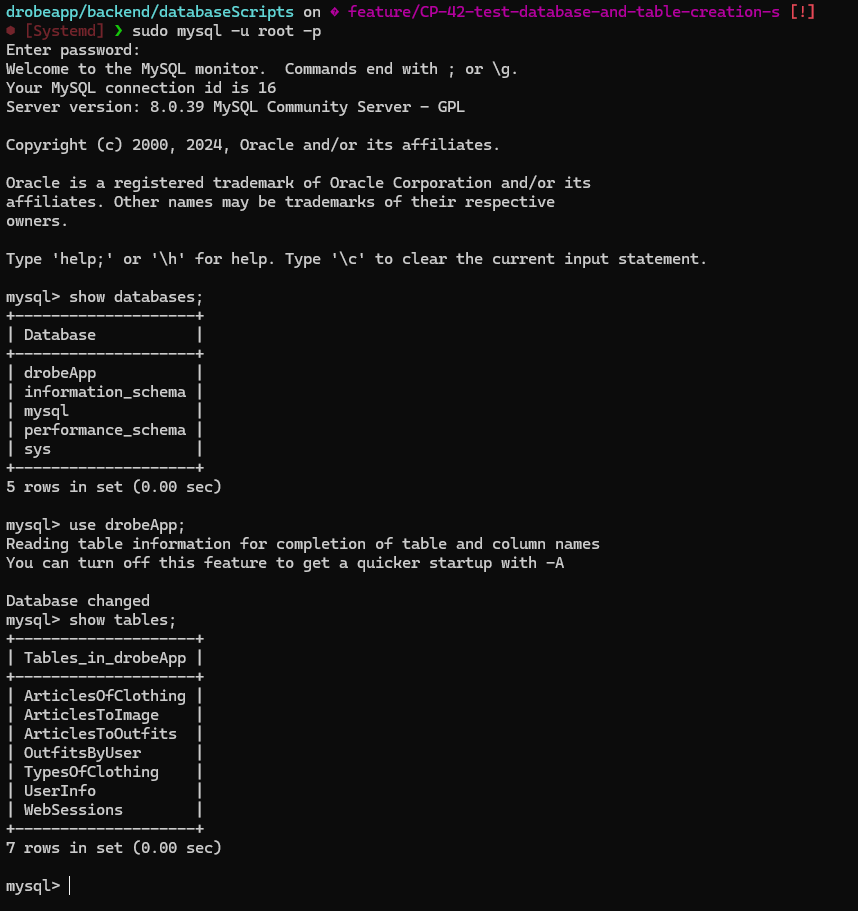 drobeapp/backend/databaseScripts on feature/CP-42-test-database-and-table-creation-s [!]
[Systemd] ❯ sudo mysql -u root -p
Enter password:
Welcome to the MySQL monitor.  Commands end with ; or \g.
Your MySQL connection id is 16
Server version: 8.0.39 MySQL Community Server - GPL

Copyright (c) 2000, 2024, Oracle and/or its affiliates.

Oracle is a registered trademark of Oracle Corporation and/or its
affiliates. Other names may be trademarks of their respective
owners.

Type 'help;' or '\h' for help. Type '\c' to clear the current input statement.

mysql> show databases;
+--------------------+
| Database           |
+--------------------+
| drobeApp           |
| information_schema |
| mysql              |
| performance_schema |
| sys                |
+--------------------+
5 rows in set (0.00 sec)

mysql> use drobeApp;
Reading table information for completion of table and column names
You can turn off this feature to get a quicker startup with -A

Database changed
mysql> show tables;
+--------------------+
| Tables_in_drobeApp |
+--------------------+
| ArticlesOfClothing |
| ArticlesToImage    |
| ArticlesToOutfits  |
| OutfitsByUser      |
| TypesOfClothing    |
| UserInfo           |
| WebSessions        |
+--------------------+
7 rows in set (0.00 sec)

mysql>